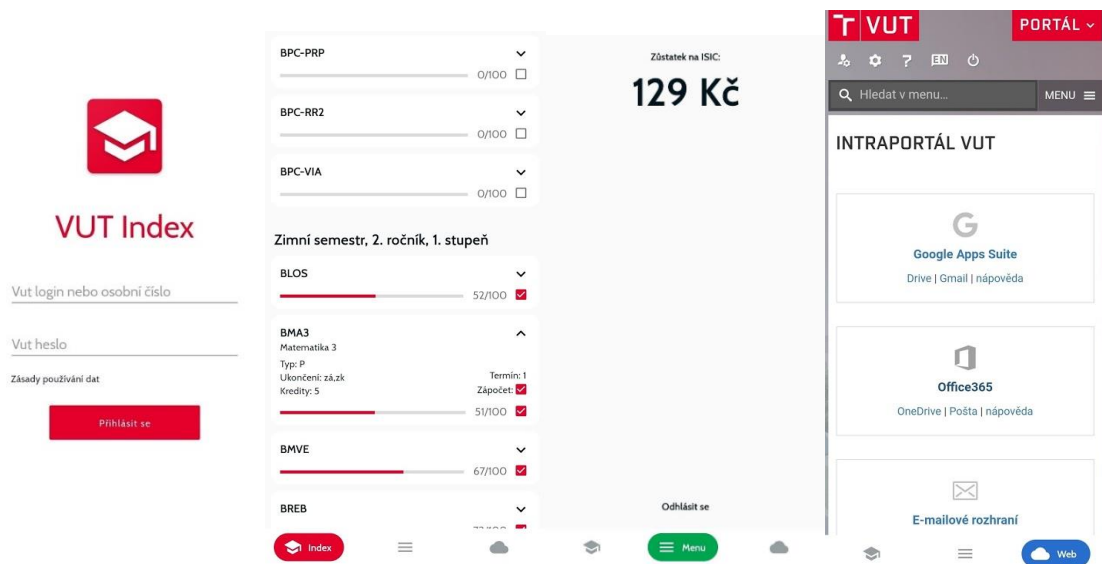 VUT Index
Vut login nebo osobní číslo
Vut heslo
Zásady používání dat
Přihlásit se
BPC-PRP
0/100
BPC-RR2
0/100
BPC-VIA
0/100
Zimní semestr, 2. ročník, 1. stupeň
BLOS
52/100
BMA3
Matematika 3
Typ: P
Ukončení: zá,zk
Termín: 1
Kredity: 5
Zápočet:
51/100
BMVE
67/100
BREB
Index
Zůstatek na ISIC:
129 Kč
Odhlásit se
Menu
VUT
PORTÁL
EN
Hledat v menu...
MENU
INTRAPORTÁL VUT
Google Apps Suite
Drive | Gmail | nápověda
Office365
OneDrive | Pošta | nápověda
E-mailové rozhraní
Web